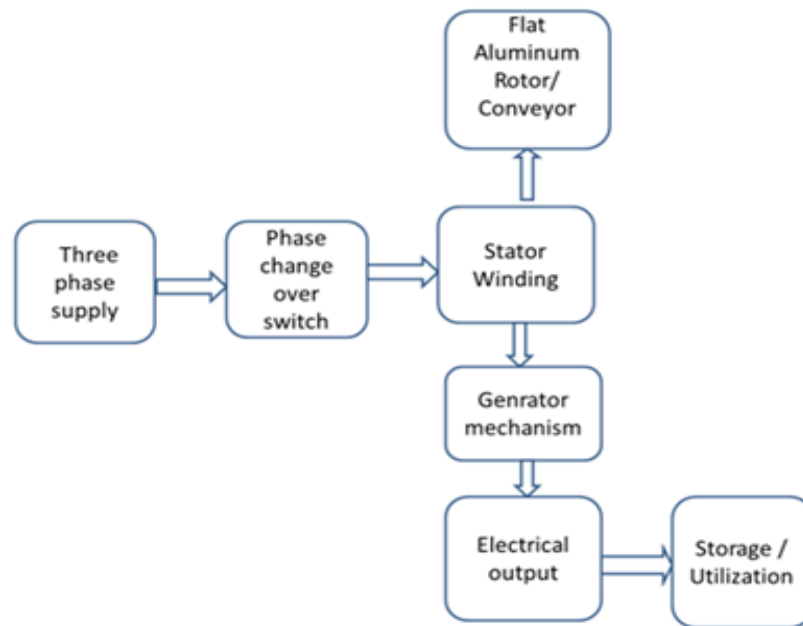 Flat
Aluminum
Rotor/
Conveyor
Three
phase
supply
Phase
change
over
switch
Stator
Winding
Genrator
mechanism
Electrical
output
Storage /
Utilization